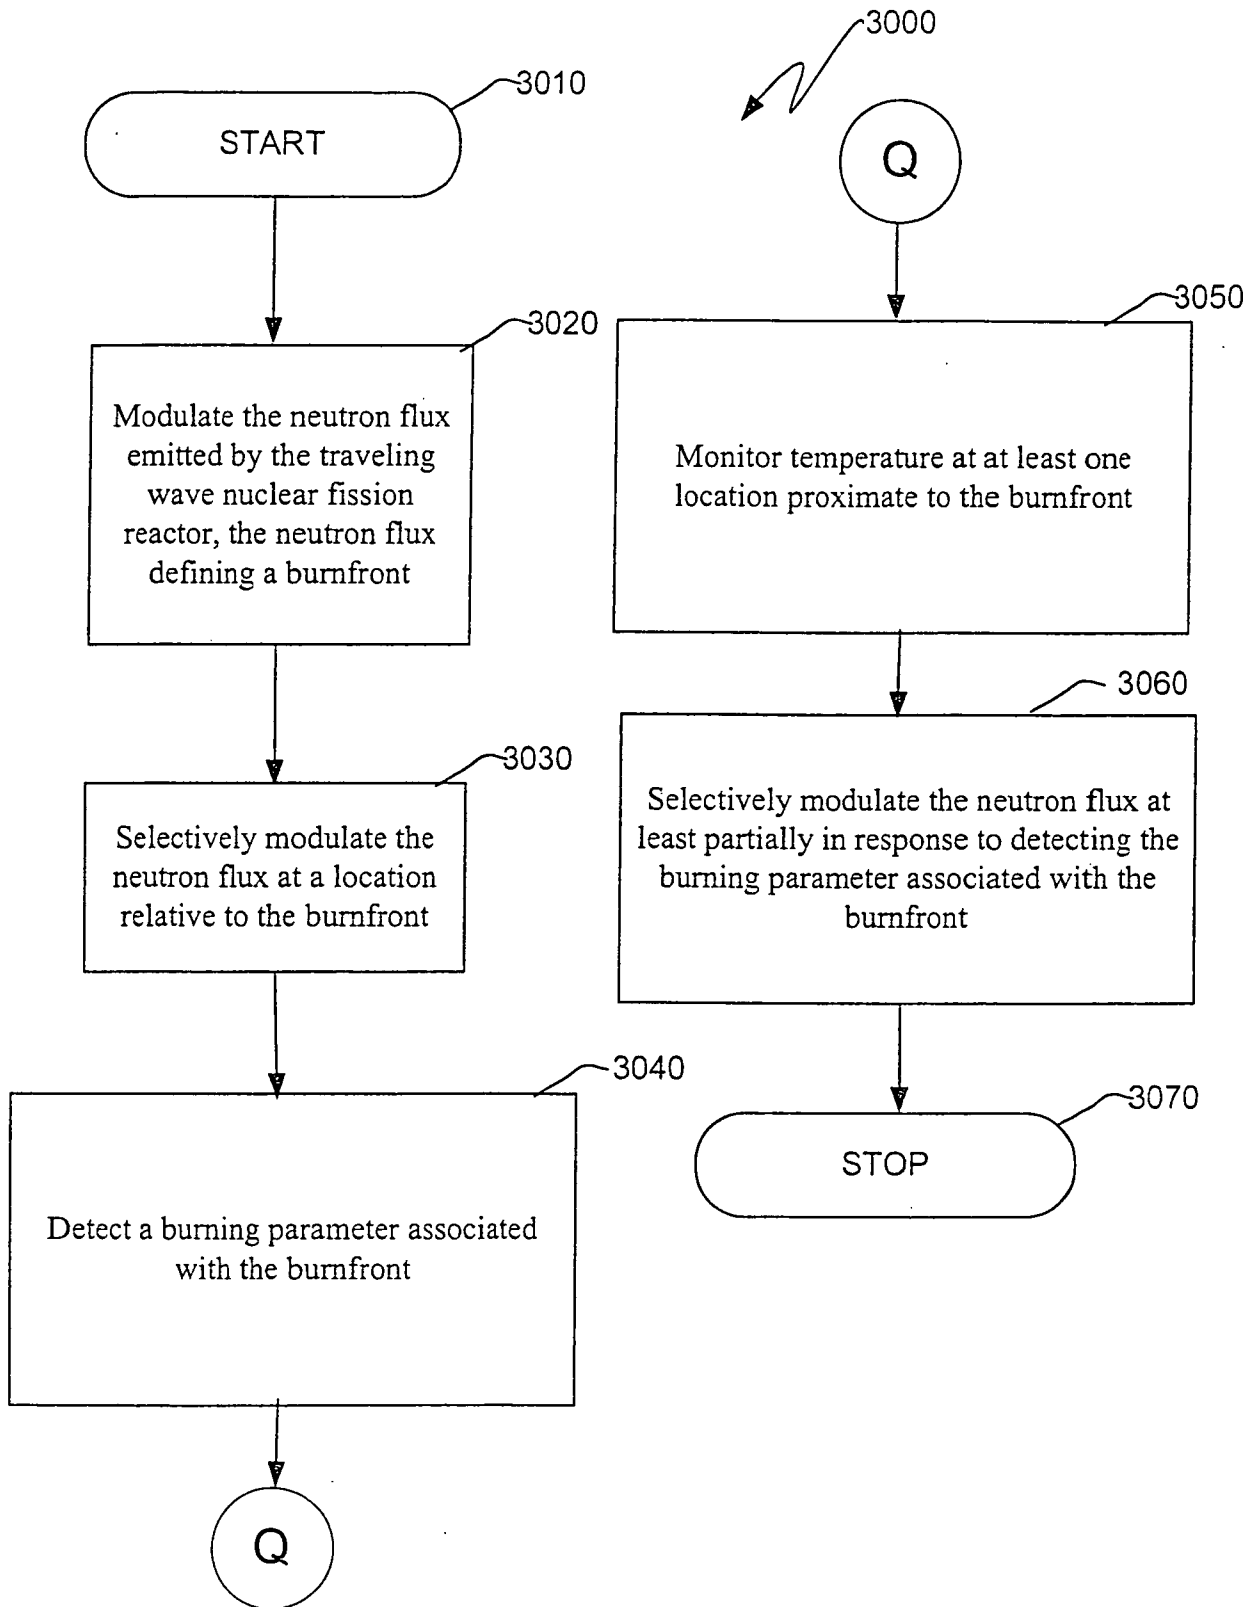 3000
3010
START
3020
Modulate the neutron flux
emitted by the traveling
wave nuclear fission
reactor, the neutron flux
defining a burnfront
3030
Selectively modulate the
neutron flux at a location
relative to the burnfront
3040
Detect a burning parameter associated
with the burnfront
Q
Q
3050
Monitor temperature at at least one
location proximate to the burnfront
3060
Selectively modulate the neutron flux at
least partially in response to detecting the
burning parameter associated with the
burnfront
3070
STOP